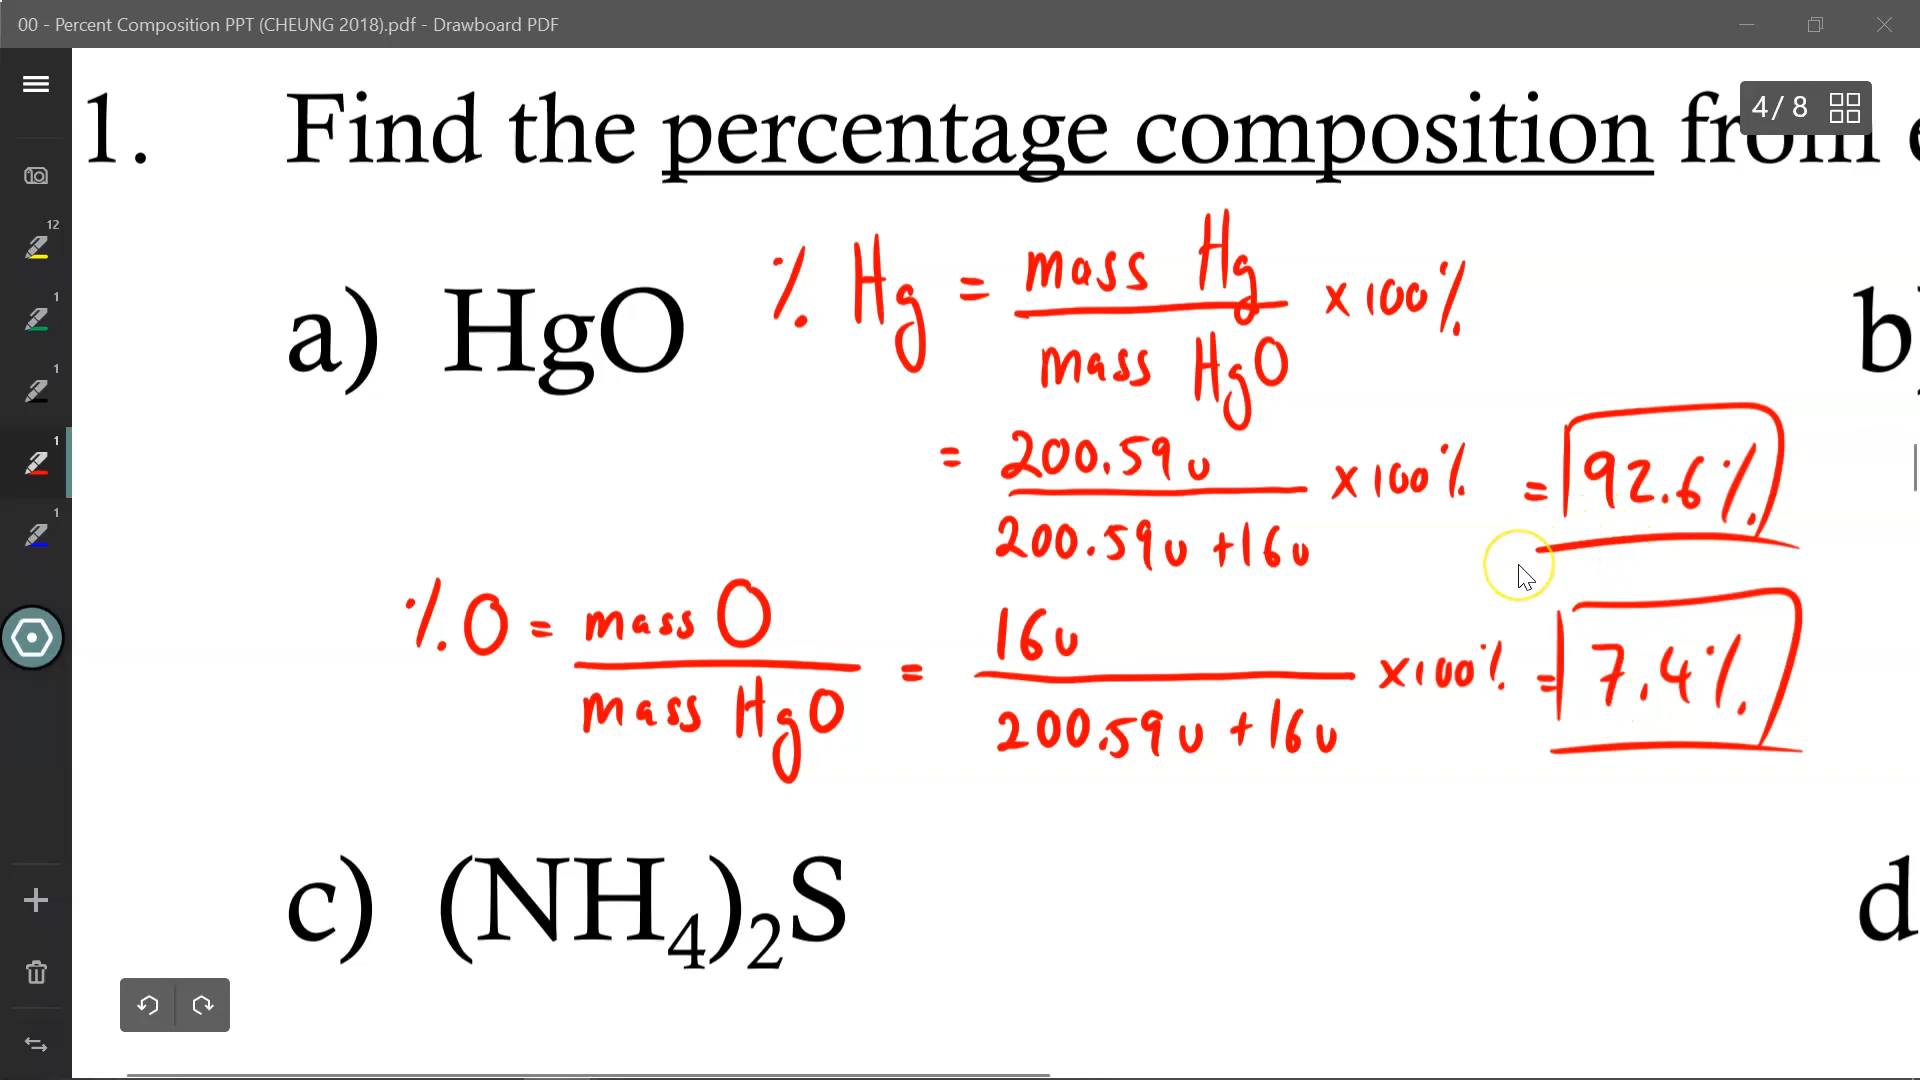 00 - Percent Composition PPT (CHEUNG 2018).pdf - Drawboard PDF
4 / 8
1. Find the percentage composition from
a) HgO
% Hg = mass Hg / mass HgO x 100%
b)
= 200.59u / 200.59u + 16u x 100% = 92.6%
% O = mass O / mass HgO = 16u / 200.59u + 16u x 100% = 7.4%
c) (NH₄)₂S
d
12
1
1
1
1